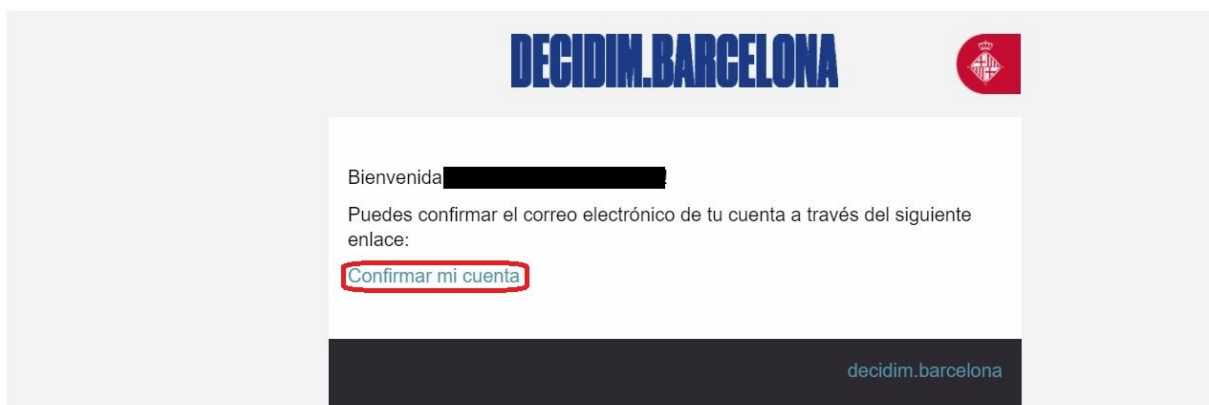 DECIDIM.BARCELONA
Bienvenida !
Puedes confirmar el correo electrónico de tu cuenta a través del siguiente
enlace:
Confirmar mi cuenta
decidim.barcelona